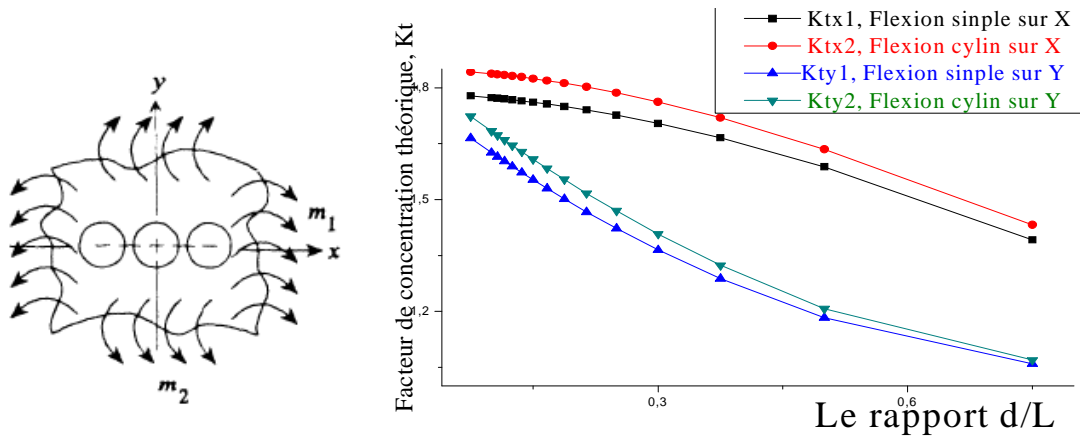 y
m1
x
m2
Facteur de concentration théorique, Kt
Ktx1, Flexion sinple sur X
Ktx2, Flexion cylin sur X
Kty1, Flexion sinple sur Y
Kty2, Flexion cylin sur Y
1,8
1,5
1,2
0,3
0,6
Le rapport d/L